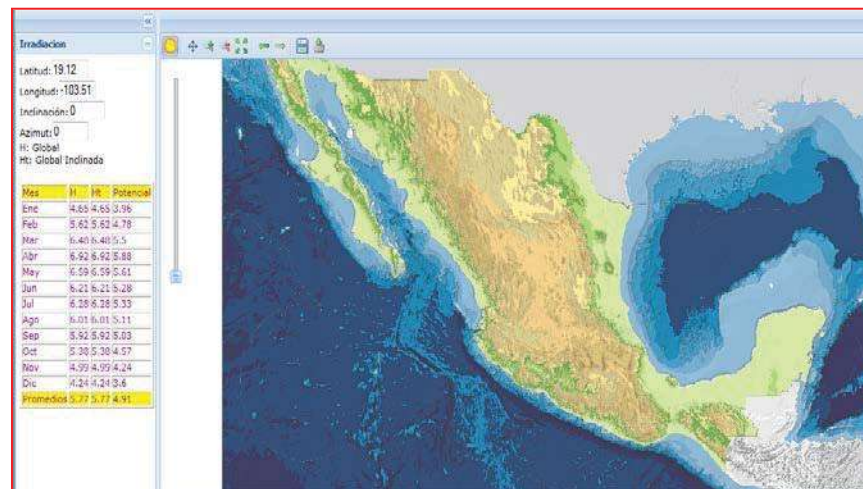 Irradiacion
Latitud: 19.12
Longitud: -103.51
Inclinación: 0
Azimut: 0
H: Global
Ht: Global Inclinada
Mes H Ht Potencial
Ene 4.65 4.65 3.96
Feb 5.62 5.62 4.78
Mar 6.48 6.48 5.5
Abr 6.92 6.92 5.88
May 6.59 6.59 5.61
Jun 6.21 6.21 5.28
Jul 6.28 6.28 5.33
Ago 6.01 6.01 5.11
Sep 5.92 5.92 5.03
Oct 5.38 5.38 4.57
Nov 4.99 4.99 4.24
Dic 4.24 4.24 3.6
Promedios 5.77 5.77 4.91